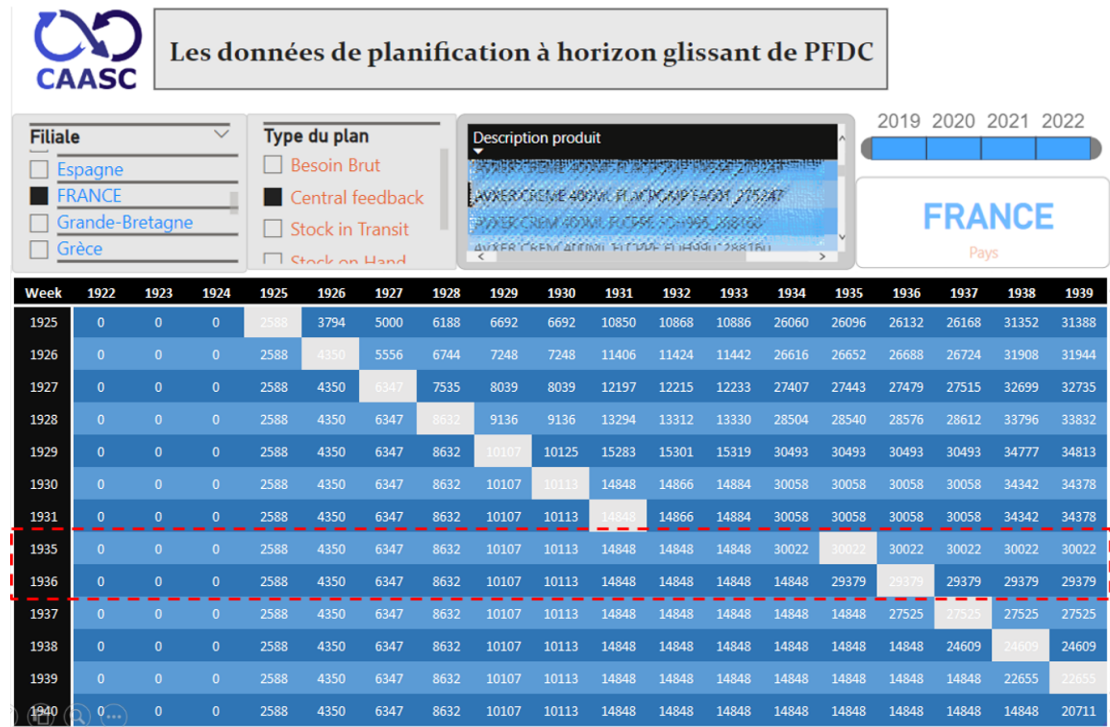 CAASC
Les données de planification à horizon glissant de PFDC
Filiale
Espagne
FRANCE
Grande-Bretagne
Grèce
Type du plan
Besoin Brut
Central feedback
Stock in Transit
Stock on Hand
Description produit
2019 2020 2021 2022
FRANCE
Pays
Week 1922 1923 1924 1925 1926 1927 1928 1929 1930 1931 1932 1933 1934 1935 1936 1937 1938 1939
1925 0 0 0 2588 3794 5000 6188 6692 6692 10850 10868 10886 26060 26096 26132 26168 31352 31388
1926 0 0 0 2588 4350 5556 6744 7248 7248 11406 11424 11442 26616 26652 26688 26724 31908 31944
1927 0 0 0 2588 4350 6347 7535 8039 8039 12197 12215 12233 27407 27443 27479 27515 32699 32735
1928 0 0 0 2588 4350 6347 8632 9136 9136 13294 13312 13330 28504 28540 28576 28612 33796 33832
1929 0 0 0 2588 4350 6347 8632 10107 10125 15283 15301 15319 30493 30493 30493 30493 34777 34813
1930 0 0 0 2588 4350 6347 8632 10107 10113 14848 14866 14884 30058 30058 30058 30058 34342 34378
1931 0 0 0 2588 4350 6347 8632 10107 10113 14848 14866 14884 30058 30058 30058 30058 34342 34378
1935 0 0 0 2588 4350 6347 8632 10107 10113 14848 14848 14848 30022 30022 30022 30022 30022 30022
1936 0 0 0 2588 4350 6347 8632 10107 10113 14848 14848 14848 14848 29379 29379 29379 29379 29379
1937 0 0 0 2588 4350 6347 8632 10107 10113 14848 14848 14848 14848 14848 27525 27525 27525 27525
1938 0 0 0 2588 4350 6347 8632 10107 10113 14848 14848 14848 14848 14848 14848 24609 24609 24609
1939 0 0 0 2588 4350 6347 8632 10107 10113 14848 14848 14848 14848 14848 14848 14848 22655 22655
1940 0 0 0 2588 4350 6347 8632 10107 10113 14848 14848 14848 14848 14848 14848 14848 14848 20711